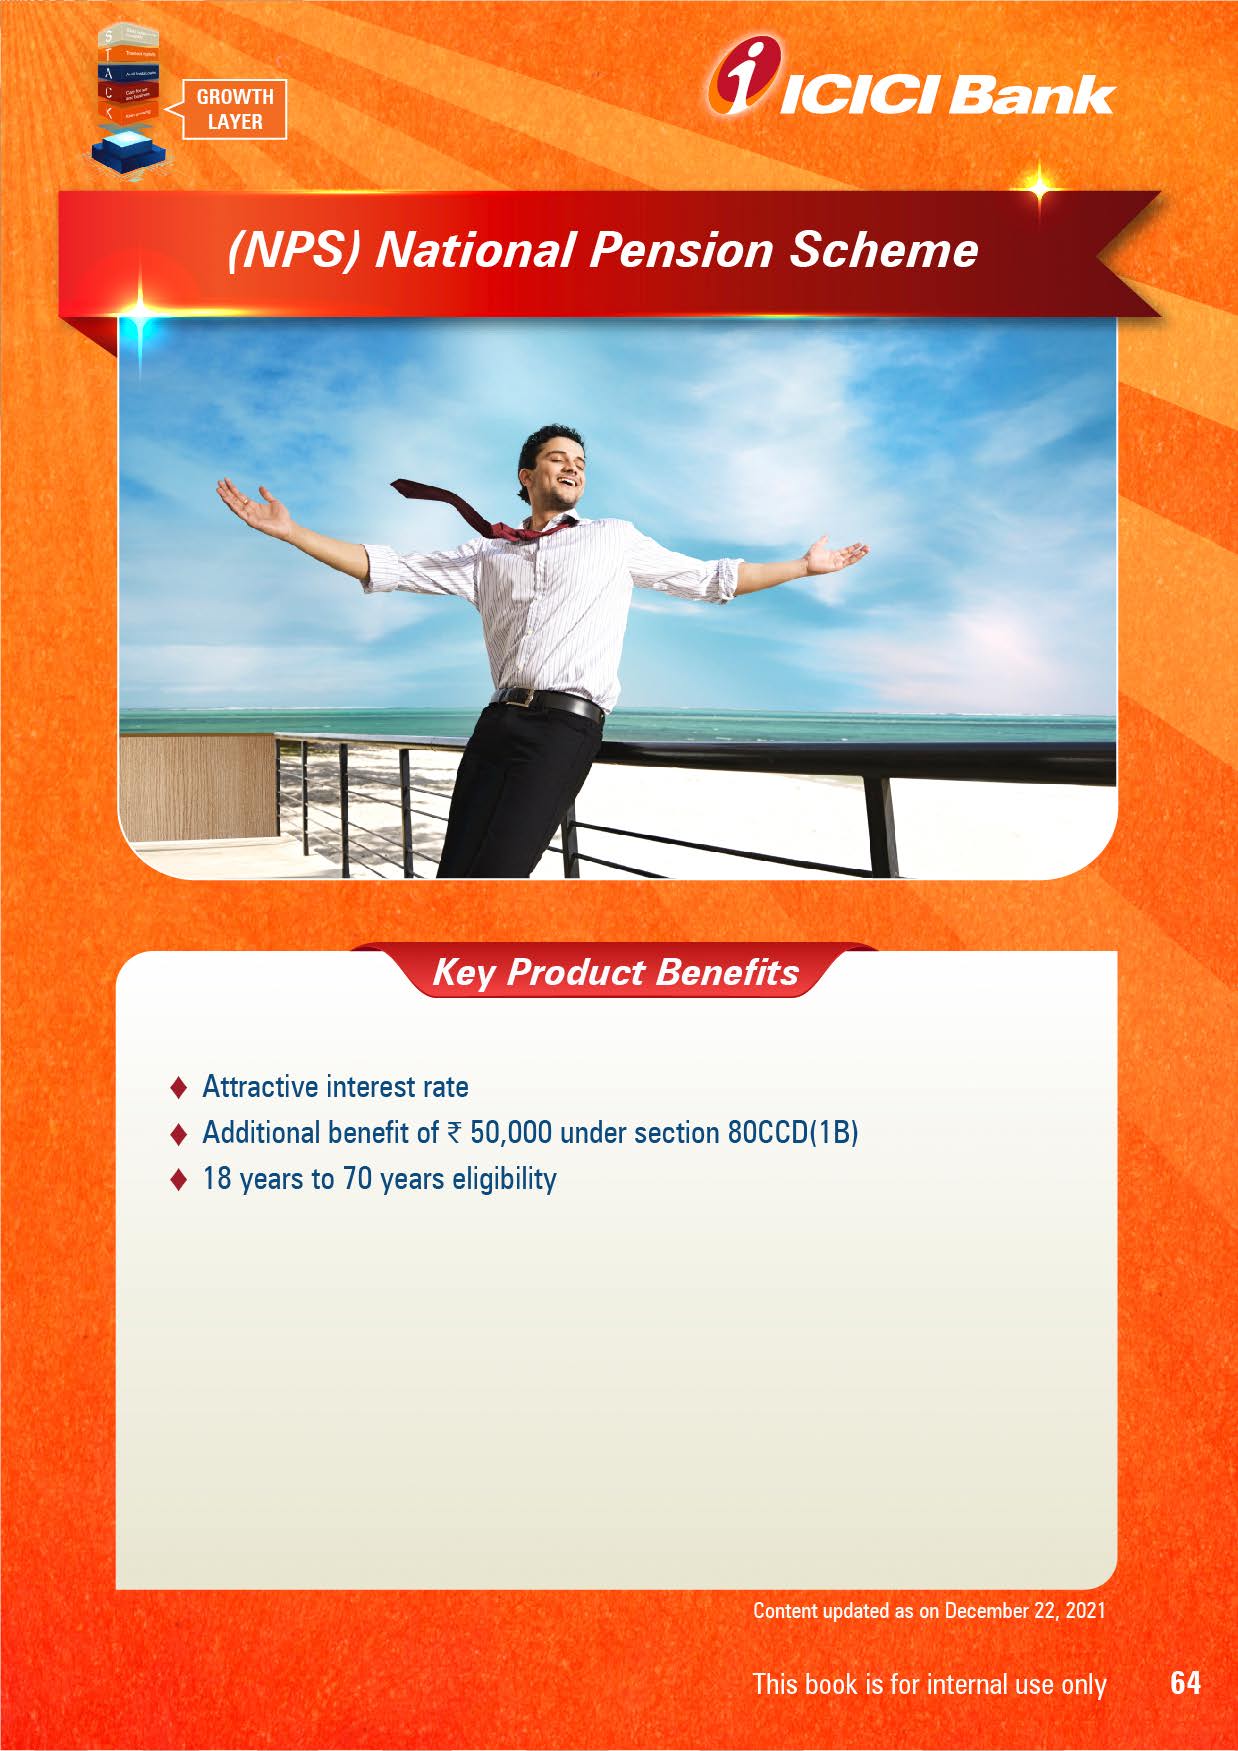 S
T
A
C
K
GROWTH
LAYER
i ICICI Bank
(NPS) National Pension Scheme
Key Product Benefits
♦ Attractive interest rate
♦ Additional benefit of ₹ 50,000 under section 80CCD(1B)
♦ 18 years to 70 years eligibility
Content updated as on December 22, 2021
This book is for internal use only 64